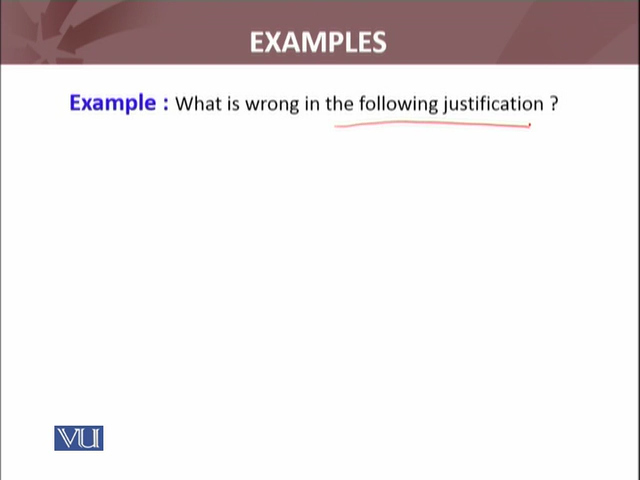 EXAMPLES
Example : What is wrong in the following justification ?
VU